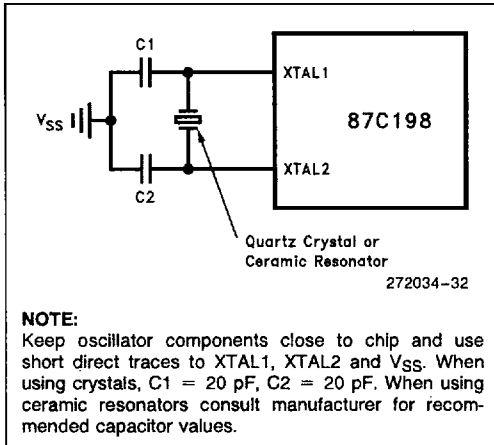 C1
XTAL1
87C198
VSS
XTAL2
C2
Quartz Crystal or
Ceramic Resonator
272034-32
NOTE:
Keep oscillator components close to chip and use
short direct traces to XTAL1, XTAL2 and VSS. When
using crystals, C1 = 20 pF, C2 = 20 pF. When using
ceramic resonators consult manufacturer for recom-
mended capacitor values.